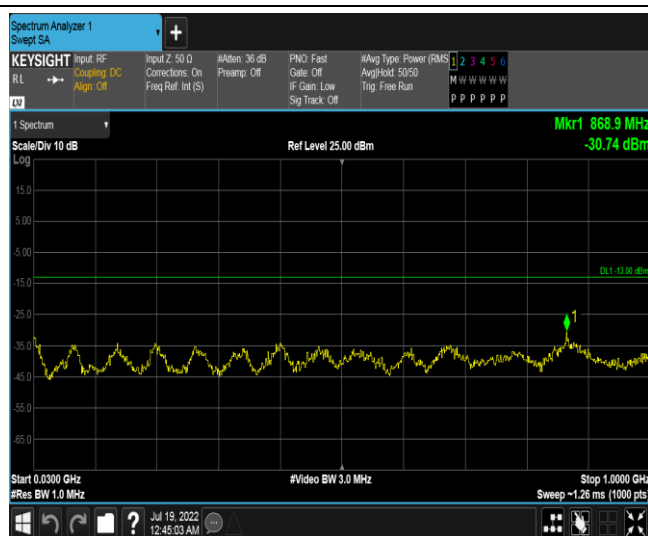 Spectrum Analyzer 1
Swept SA
+
KEYSIGHT
RL
LXI
Input: RF
Coupling: DC
Align: Off
Input Z: 50 Ω
Corrections: On
Freq Ref: Int (S)
#Atten: 36 dB
Preamp: Off
PNO: Fast
Gate: Off
IF Gain: Low
Sig Track: Off
#Avg Type: Power (RMS
Avg|Hold: 50/50
Trig: Free Run
1 2 3 4 5 6
M W W W W W
P P P P P P
1 Spectrum
Mkr1 868.9 MHz
Scale/Div 10 dB
Ref Level 25.00 dBm
-30.74 dBm
Log
15.0
5.00
-5.00
DL1 -13.00 dBm
-15.0
-25.0
1
-35.0
-45.0
-55.0
-65.0
Start 0.0300 GHz
#Video BW 3.0 MHz
Stop 1.0000 GHz
#Res BW 1.0 MHz
Sweep ~1.26 ms (1000 pts)
?
Jul 19, 2022
12:45:03 AM